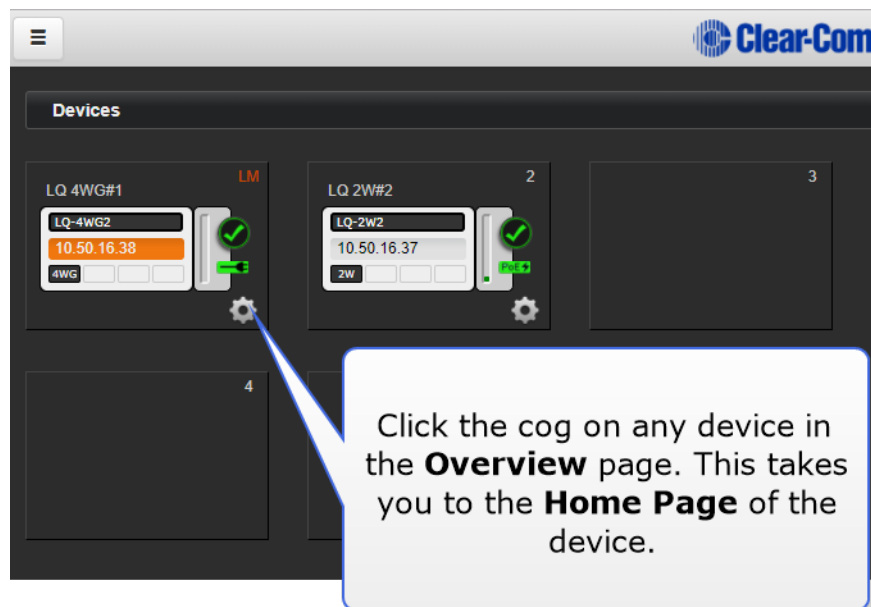 Clear-Com
Devices
LM
LQ 4WG#1
LQ-4WG2
10.50.16.38
4WG
2
LQ 2W#2
LQ-2W2
10.50.16.37
2W
PoE
3
4
Click the cog on any device in
the Overview page. This takes
you to the Home Page of the
device.